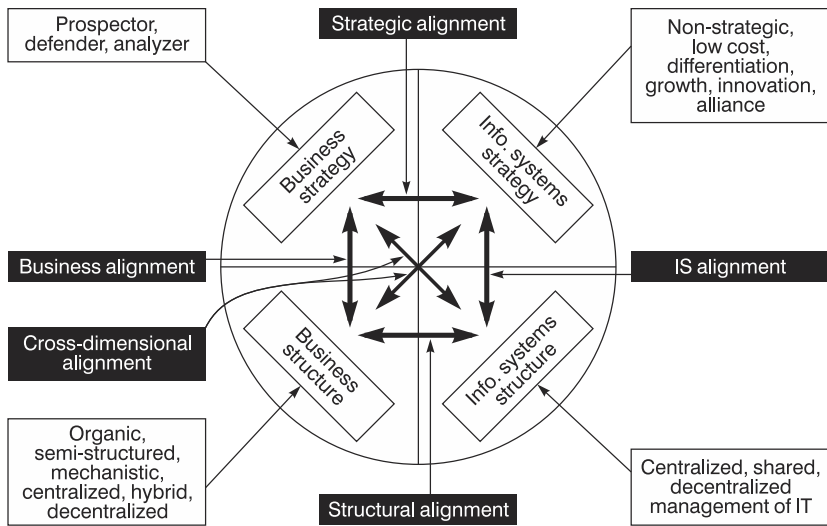 Prospector,
defender, analyzer
Strategic alignment
Non-strategic,
low cost,
differentiation,
growth, innovation,
alliance
Business
strategy
Info. systems
strategy
Business alignment
IS alignment
Cross-dimensional
alignment
Business
structure
Info. systems
structure
Organic,
semi-structured,
mechanistic,
centralized, hybrid,
decentralized
Structural alignment
Centralized, shared,
decentralized
management of IT